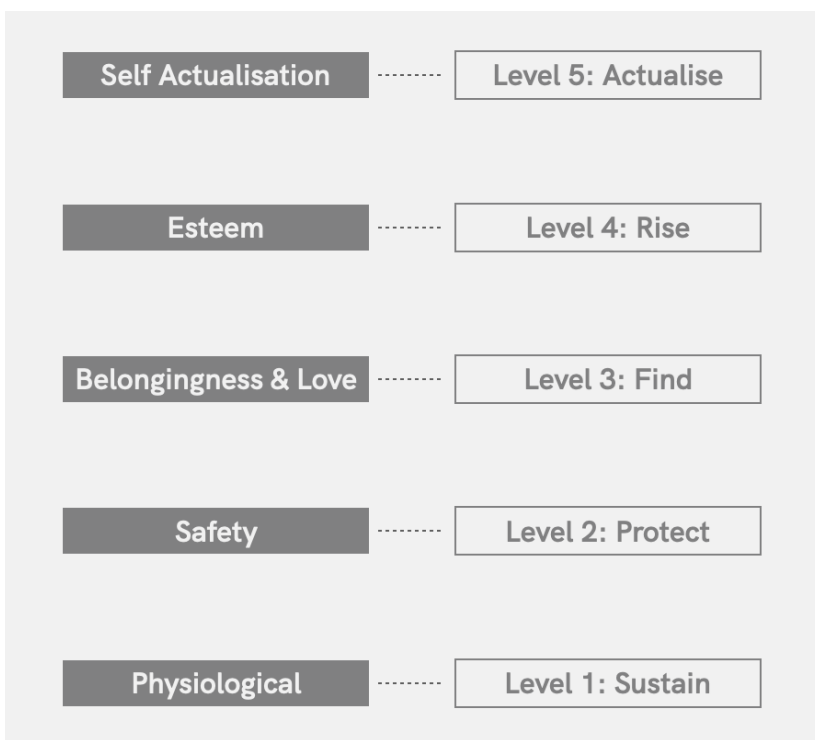 Self Actualisation
Level 5: Actualise
Esteem
Level 4: Rise
Belongingness & Love
Level 3: Find
Safety
Level 2: Protect
Physiological
Level 1: Sustain